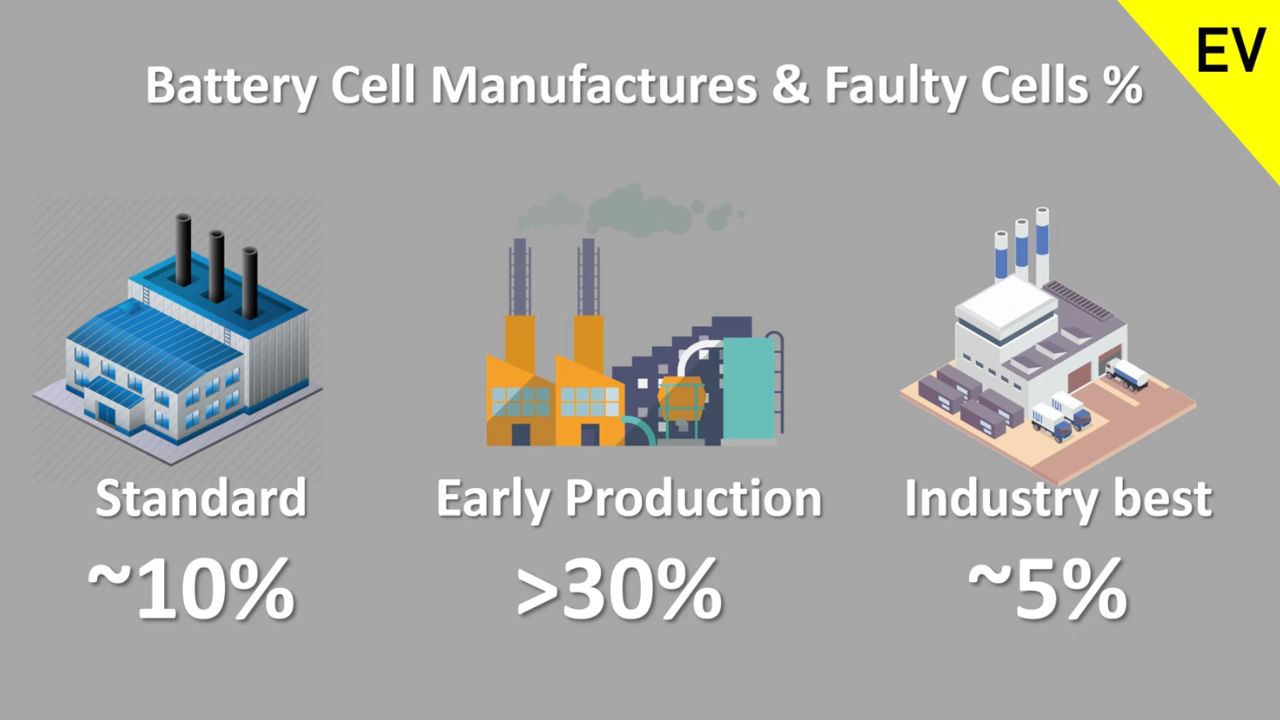 EV
Battery Cell Manufactures & Faulty Cells %
Standard
~10%
Early Production
>30%
Industry best
~5%